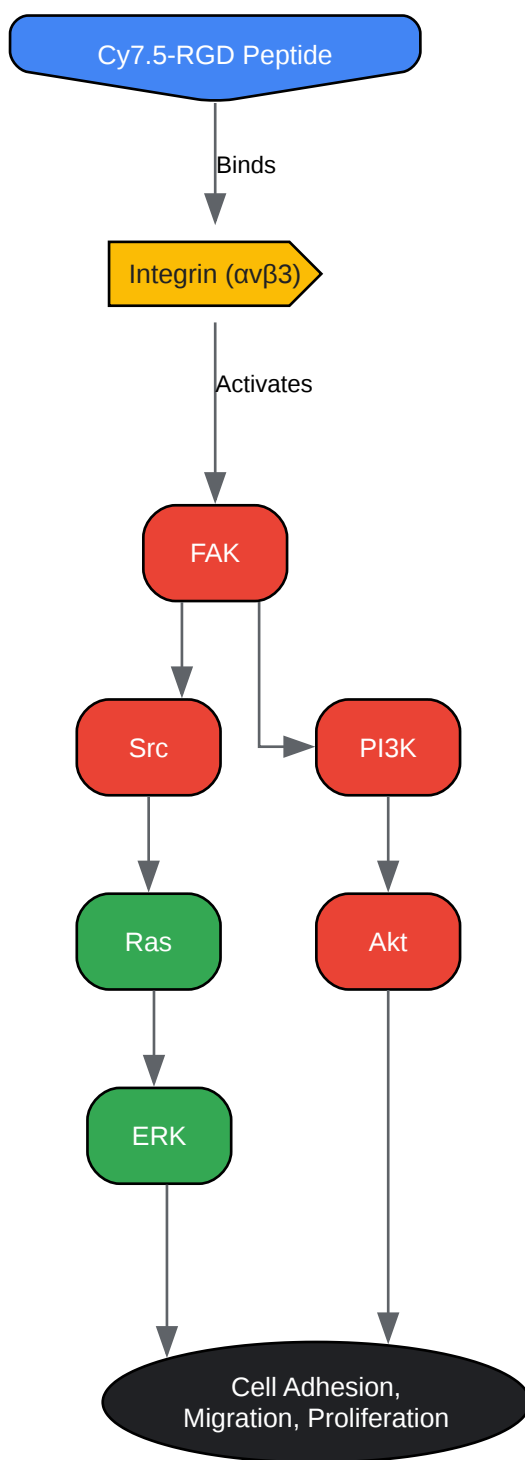 Cy7.5-RGD Peptide
Binds
Integrin (αvβ3)
Activates
FAK
Src
PI3K
Ras
Akt
ERK
Cell Adhesion,
Migration, Proliferation